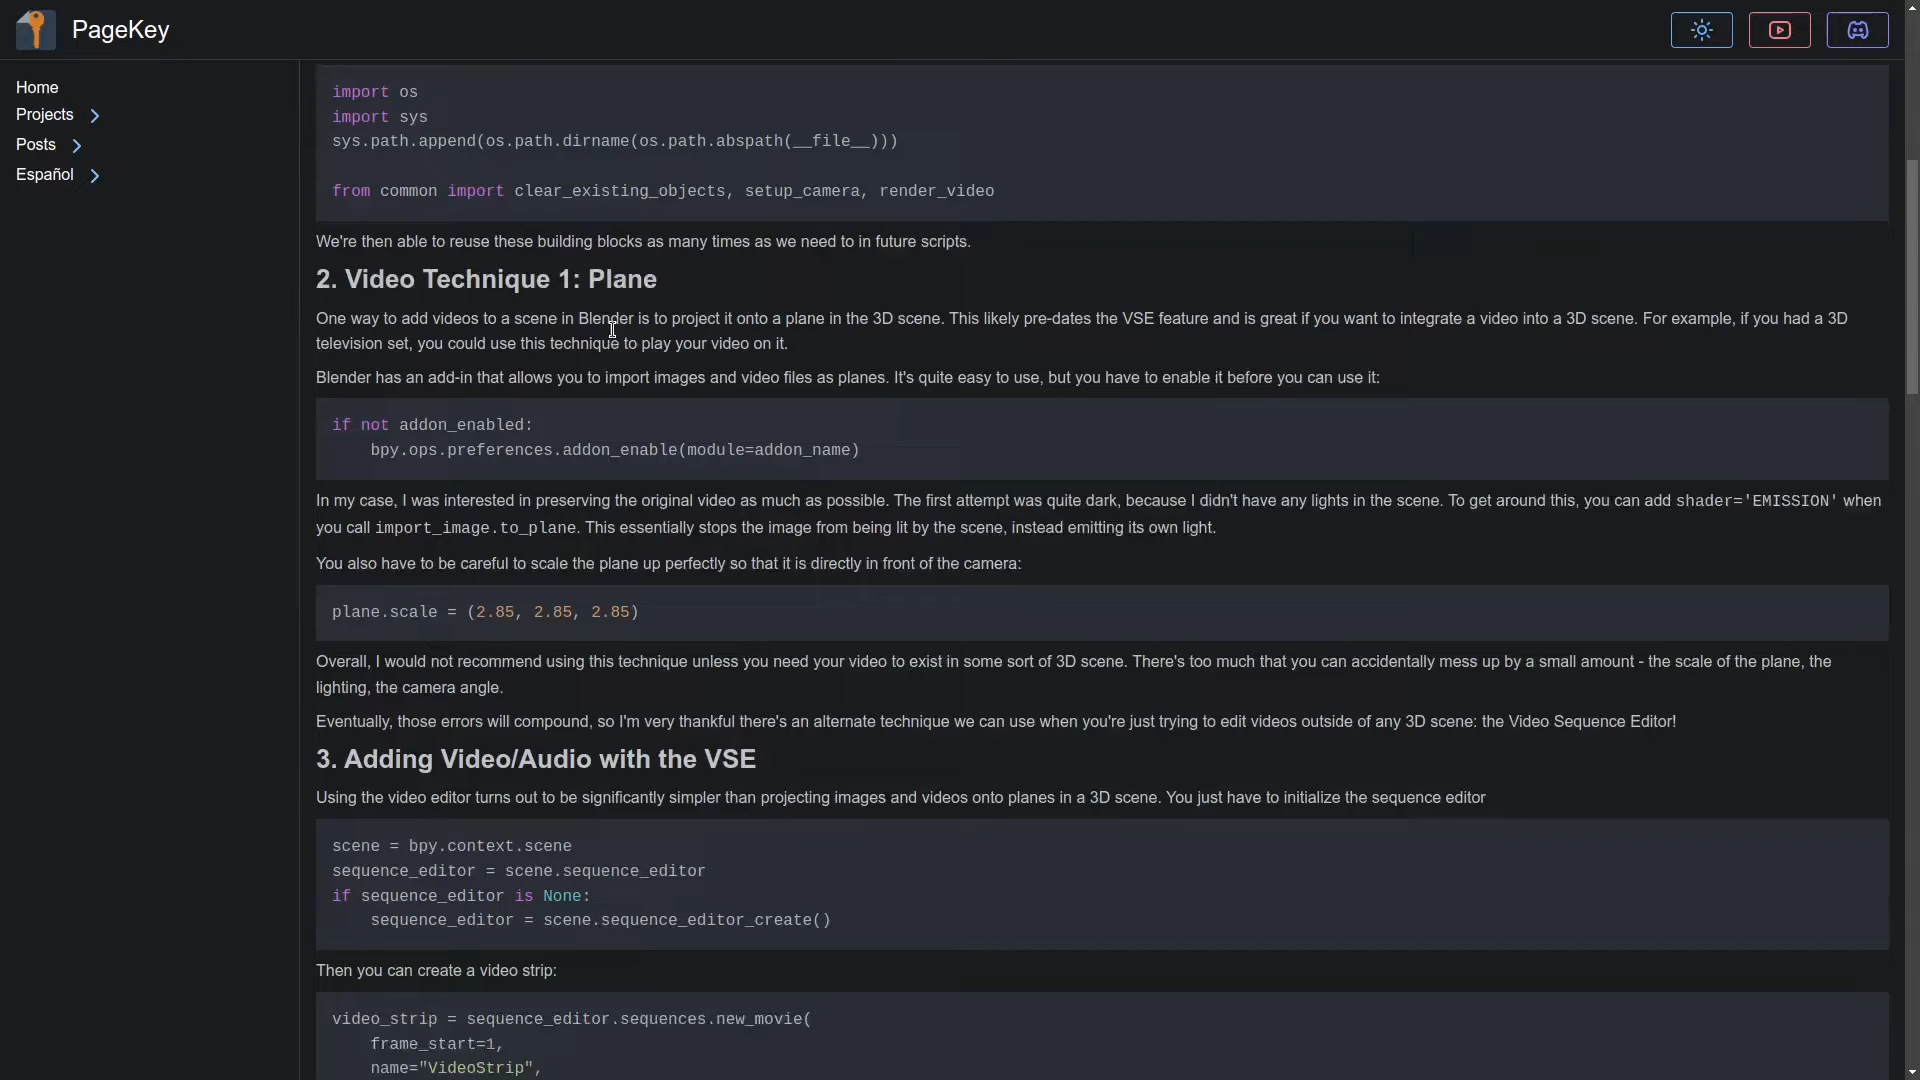 PageKey
Home
Projects
Posts
Español
import os
import sys
sys.path.append(os.path.dirname(os.path.abspath(__file__)))
from common import clear_existing_objects, setup_camera, render_video
We're then able to reuse these building blocks as many times as we need to in future scripts.
2. Video Technique 1: Plane
One way to add videos to a scene in Blender is to project it onto a plane in the 3D scene. This likely pre-dates the VSE feature and is great if you want to integrate a video into a 3D scene. For example, if you had a 3D
television set, you could use this technique to play your video on it.
Blender has an add-in that allows you to import images and video files as planes. It's quite easy to use, but you have to enable it before you can use it:
if not addon_enabled:
    bpy.ops.preferences.addon_enable(module=addon_name)
In my case, I was interested in preserving the original video as much as possible. The first attempt was quite dark, because I didn't have any lights in the scene. To get around this, you can add shader='EMISSION' when
you call import_image.to_plane. This essentially stops the image from being lit by the scene, instead emitting its own light.
You also have to be careful to scale the plane up perfectly so that it is directly in front of the camera:
plane.scale = (2.85, 2.85, 2.85)
Overall, I would not recommend using this technique unless you need your video to exist in some sort of 3D scene. There's too much that you can accidentally mess up by a small amount - the scale of the plane, the
lighting, the camera angle.
Eventually, those errors will compound, so I'm very thankful there's an alternate technique we can use when you're just trying to edit videos outside of any 3D scene: the Video Sequence Editor!
3. Adding Video/Audio with the VSE
Using the video editor turns out to be significantly simpler than projecting images and videos onto planes in a 3D scene. You just have to initialize the sequence editor
scene = bpy.context.scene
sequence_editor = scene.sequence_editor
if sequence_editor is None:
    sequence_editor = scene.sequence_editor_create()
Then you can create a video strip:
video_strip = sequence_editor.sequences.new_movie(
    frame_start=1,
    name="VideoStrip",